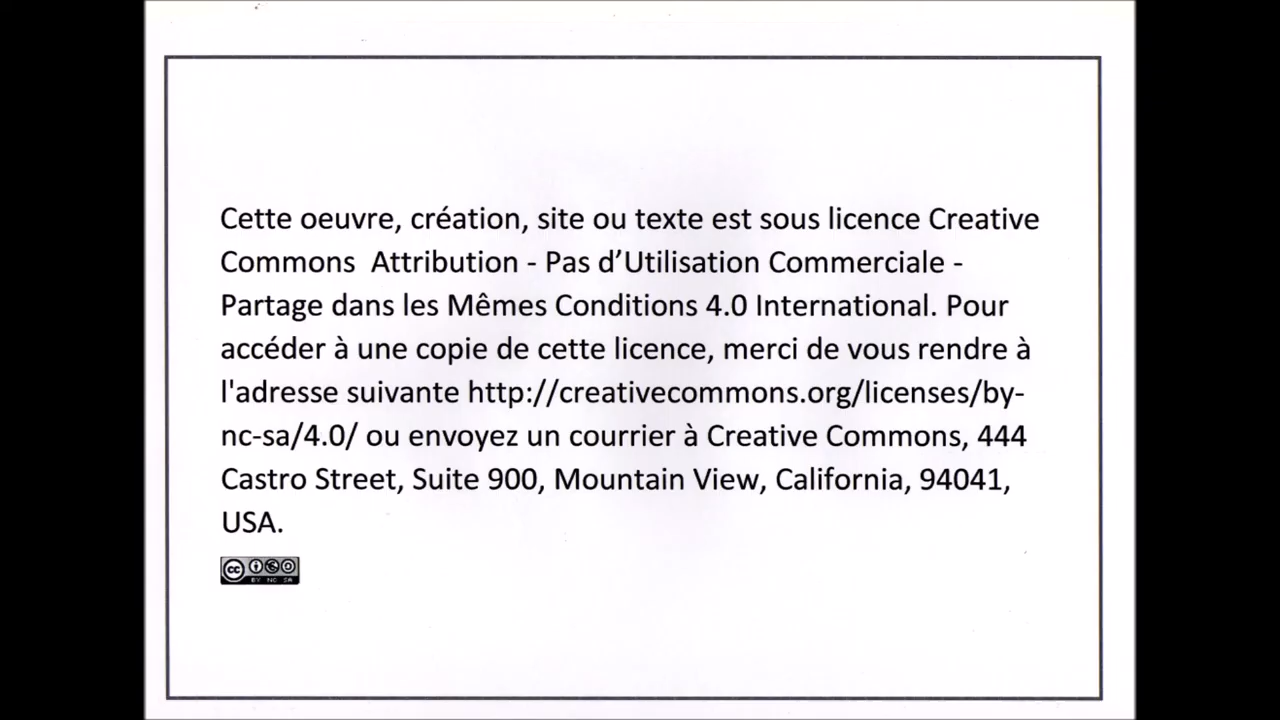 Cette oeuvre, création, site ou texte est sous licence Creative
Commons  Attribution - Pas d’Utilisation Commerciale -
Partage dans les Mêmes Conditions 4.0 International. Pour
accéder à une copie de cette licence, merci de vous rendre à
l'adresse suivante http://creativecommons.org/licenses/by-
nc-sa/4.0/ ou envoyez un courrier à Creative Commons, 444
Castro Street, Suite 900, Mountain View, California, 94041,
USA.
cc BY NC SA